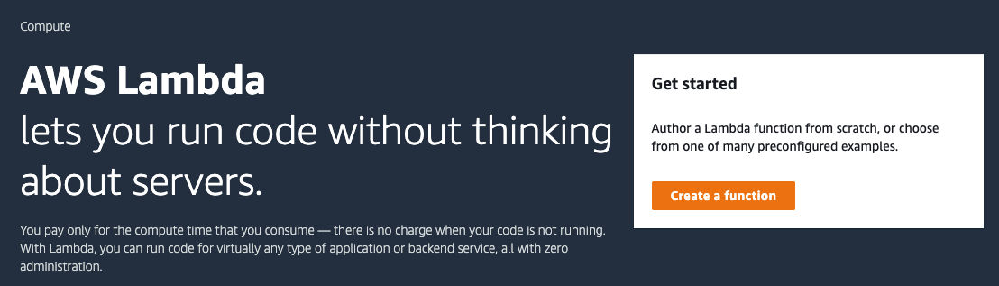 Compute
AWS Lambda
lets you run code without thinking
about servers.
You pay only for the compute time that you consume — there is no charge when your code is not running.
With Lambda, you can run code for virtually any type of application or backend service, all with zero
administration.
Get started
Author a Lambda function from scratch, or choose
from one of many preconfigured examples.
Create a function